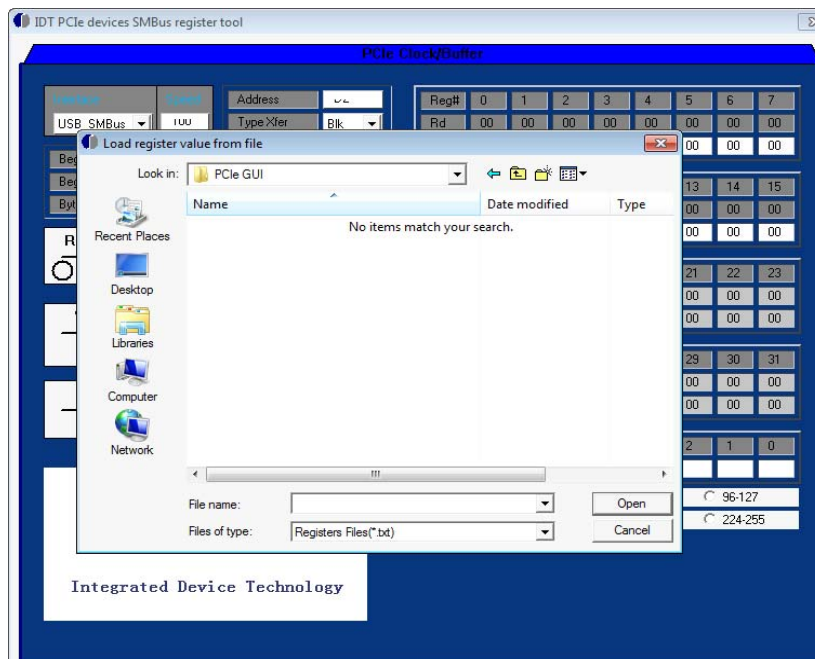 IDT PCIe devices SMBus register tool
PCIe Clock/Buffer
Address
Reg# 0 1 2 3 4 5 6 7
USB SMBus
Type Xfer Blk
Rd 00 00 00 00 00 00 00 00
Load register value from file
00 00 00
Look in: PCIe GUI
13 14 15
Name Date modified Type
00 00 00
No items match your search.
00 00 00
Recent Places
Desktop
21 22 23
00 00 00
00 00 00
Libraries
29 30 31
00 00 00
Computer
00 00 00
Network
2 1 0
File name: Open
96-127
Files of type: Registers Files(*.txt) Cancel
224-255
Integrated Device Technology